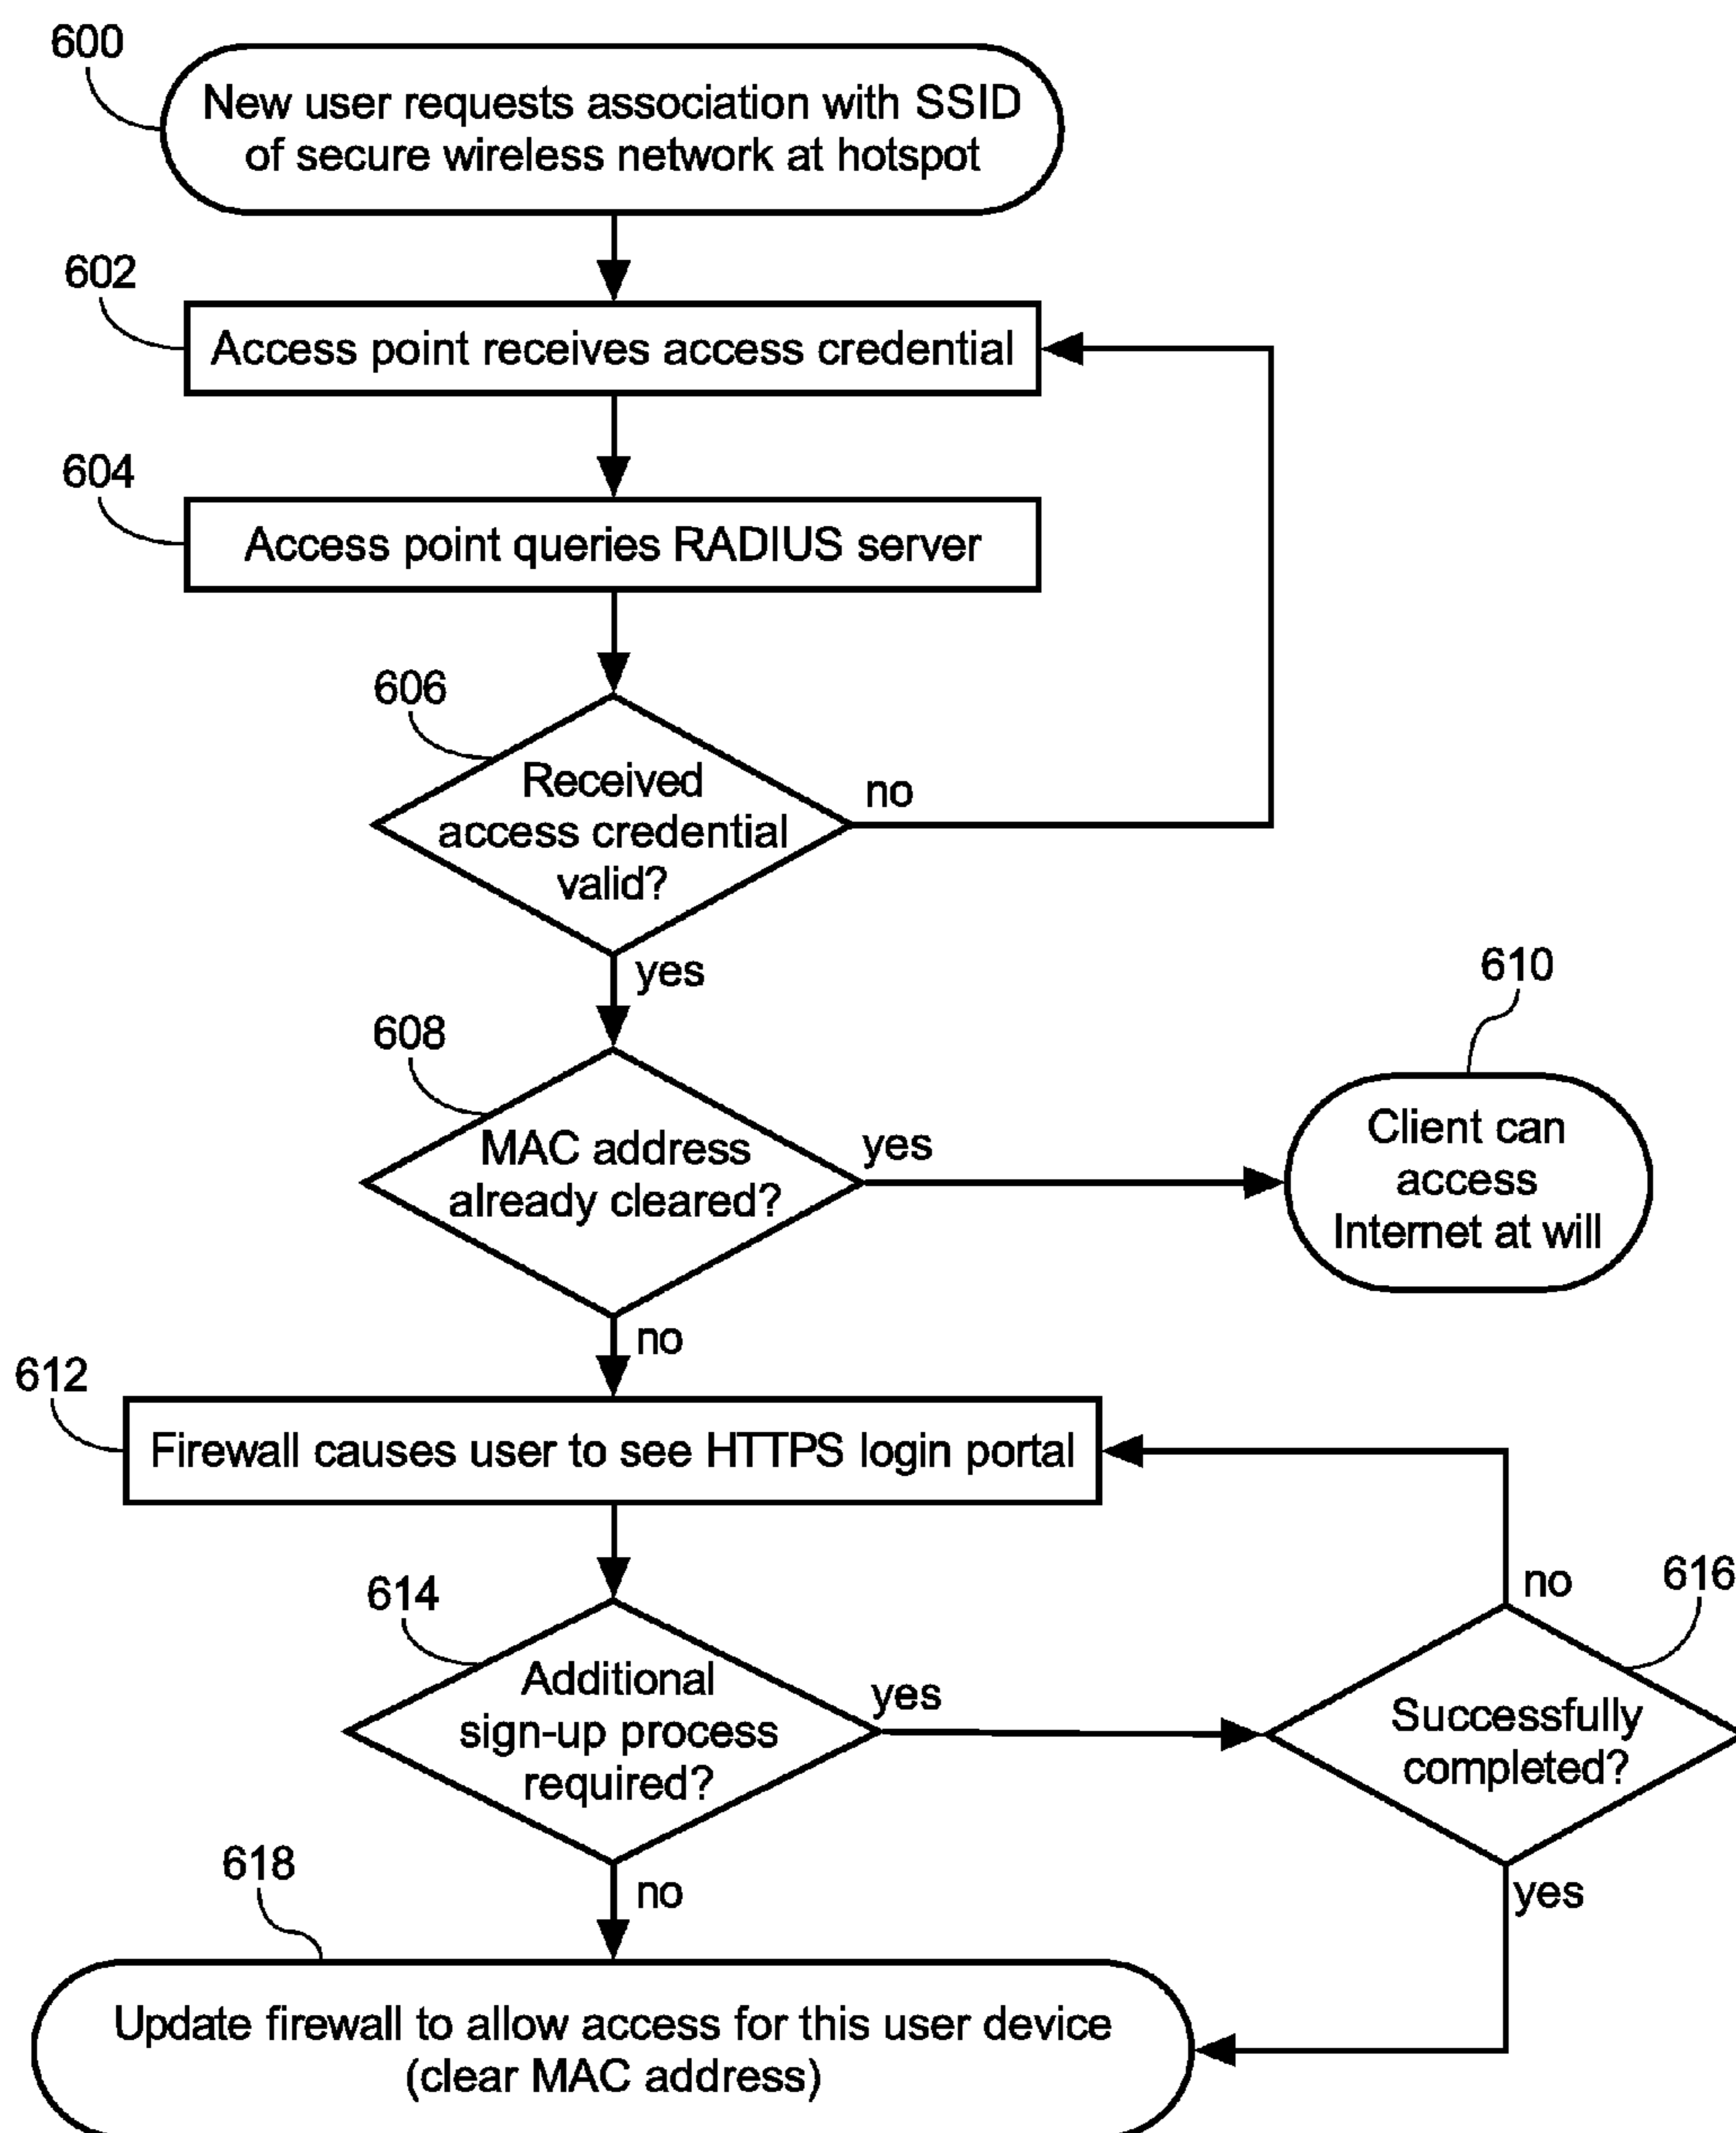 600
New user requests association with SSID
of secure wireless network at hotspot
602
Access point receives access credential
604
Access point queries RADIUS server
606
Received
access credential
valid?
no
yes
608
MAC address
already cleared?
yes
610
Client can
access
Internet at will
no
612
Firewall causes user to see HTTPS login portal
614
Additional
sign-up process
required?
yes
616
no
Successfully
completed?
yes
no
618
Update firewall to allow access for this user device
(clear MAC address)